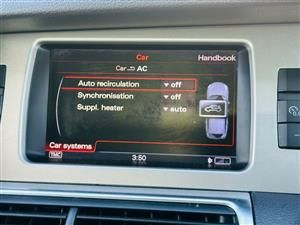 Car
Handbook
Car AC
Auto recirculation off
Synchronisation off
Suppl. heater auto
Car systems
TMC
3:50